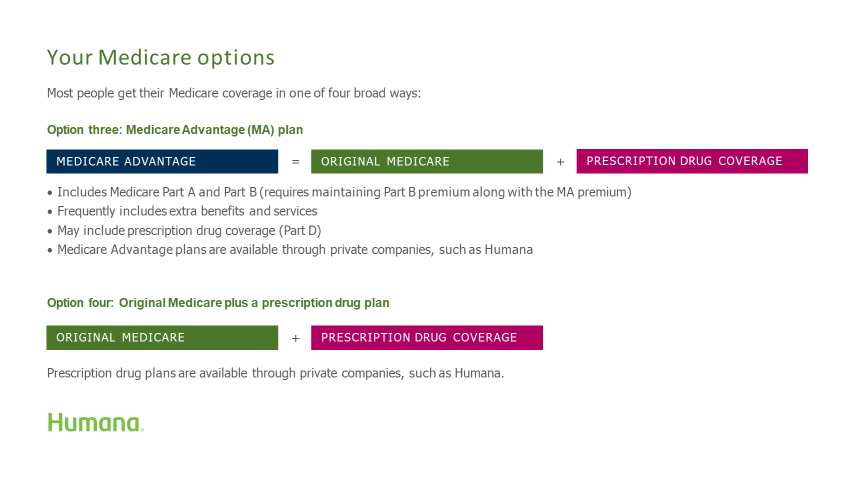 Your Medicare options
Most people get their Medicare coverage in one of four broad ways:
Option three: Medicare Advantage (MA) plan
MEDICARE ADVANTAGE = ORIGINAL MEDICARE + PRESCRIPTION DRUG COVERAGE
• Includes Medicare Part A and Part B (requires maintaining Part B premium along with the MA premium)
• Frequently includes extra benefits and services
• May include prescription drug coverage (Part D)
• Medicare Advantage plans are available through private companies, such as Humana
Option four: Original Medicare plus a prescription drug plan
ORIGINAL MEDICARE + PRESCRIPTION DRUG COVERAGE
Prescription drug plans are available through private companies, such as Humana.
Humana.